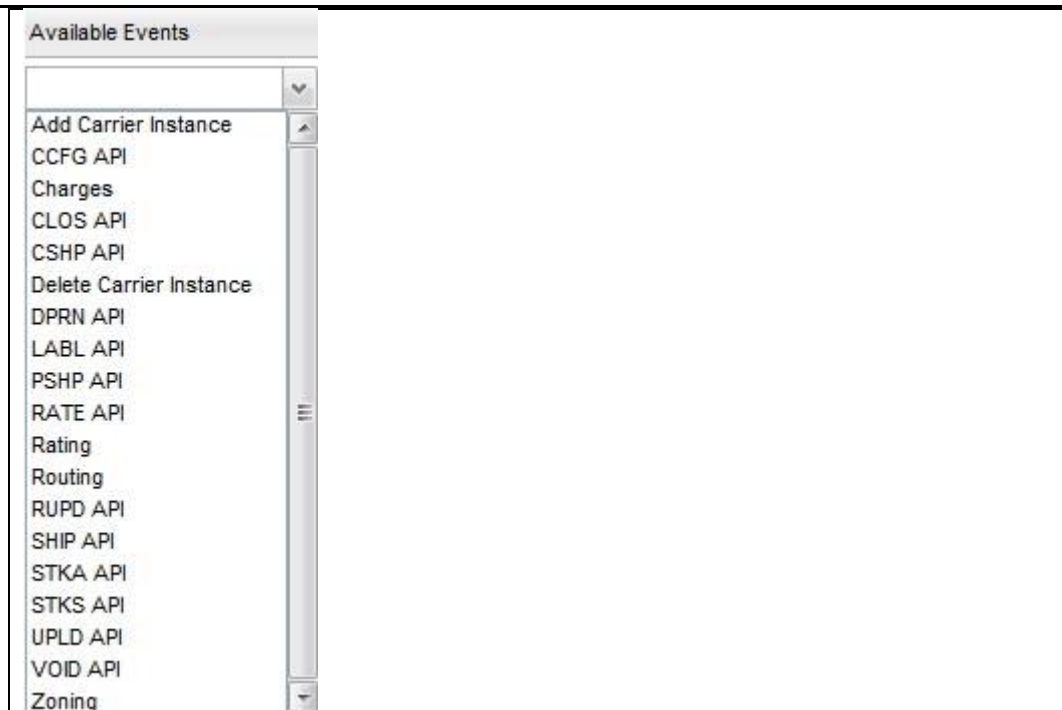 Available Events
Add Carrier Instance
CCFG API
Charges
CLOS API
CSHP API
Delete Carrier Instance
DPRN API
LABL API
PSHP API
RATE API
Rating
Routing
RUPD API
SHIP API
STKA API
STKS API
UPLD API
VOID API
Zoning